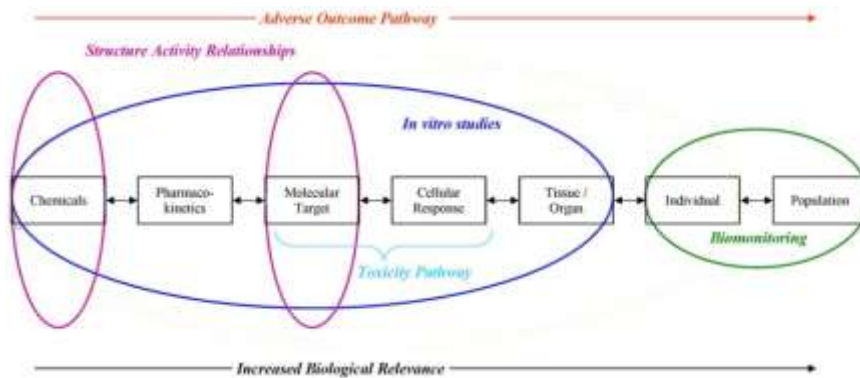 Adverse Outcome Pathway
Structure Activity Relationships
In vitro studies
Chemicals
Pharmaco-
kinetics
Molecular
Target
Cellular
Response
Tissue /
Organ
Individual
Population
Toxicity Pathway
Biomonitoring
Increased Biological Relevance